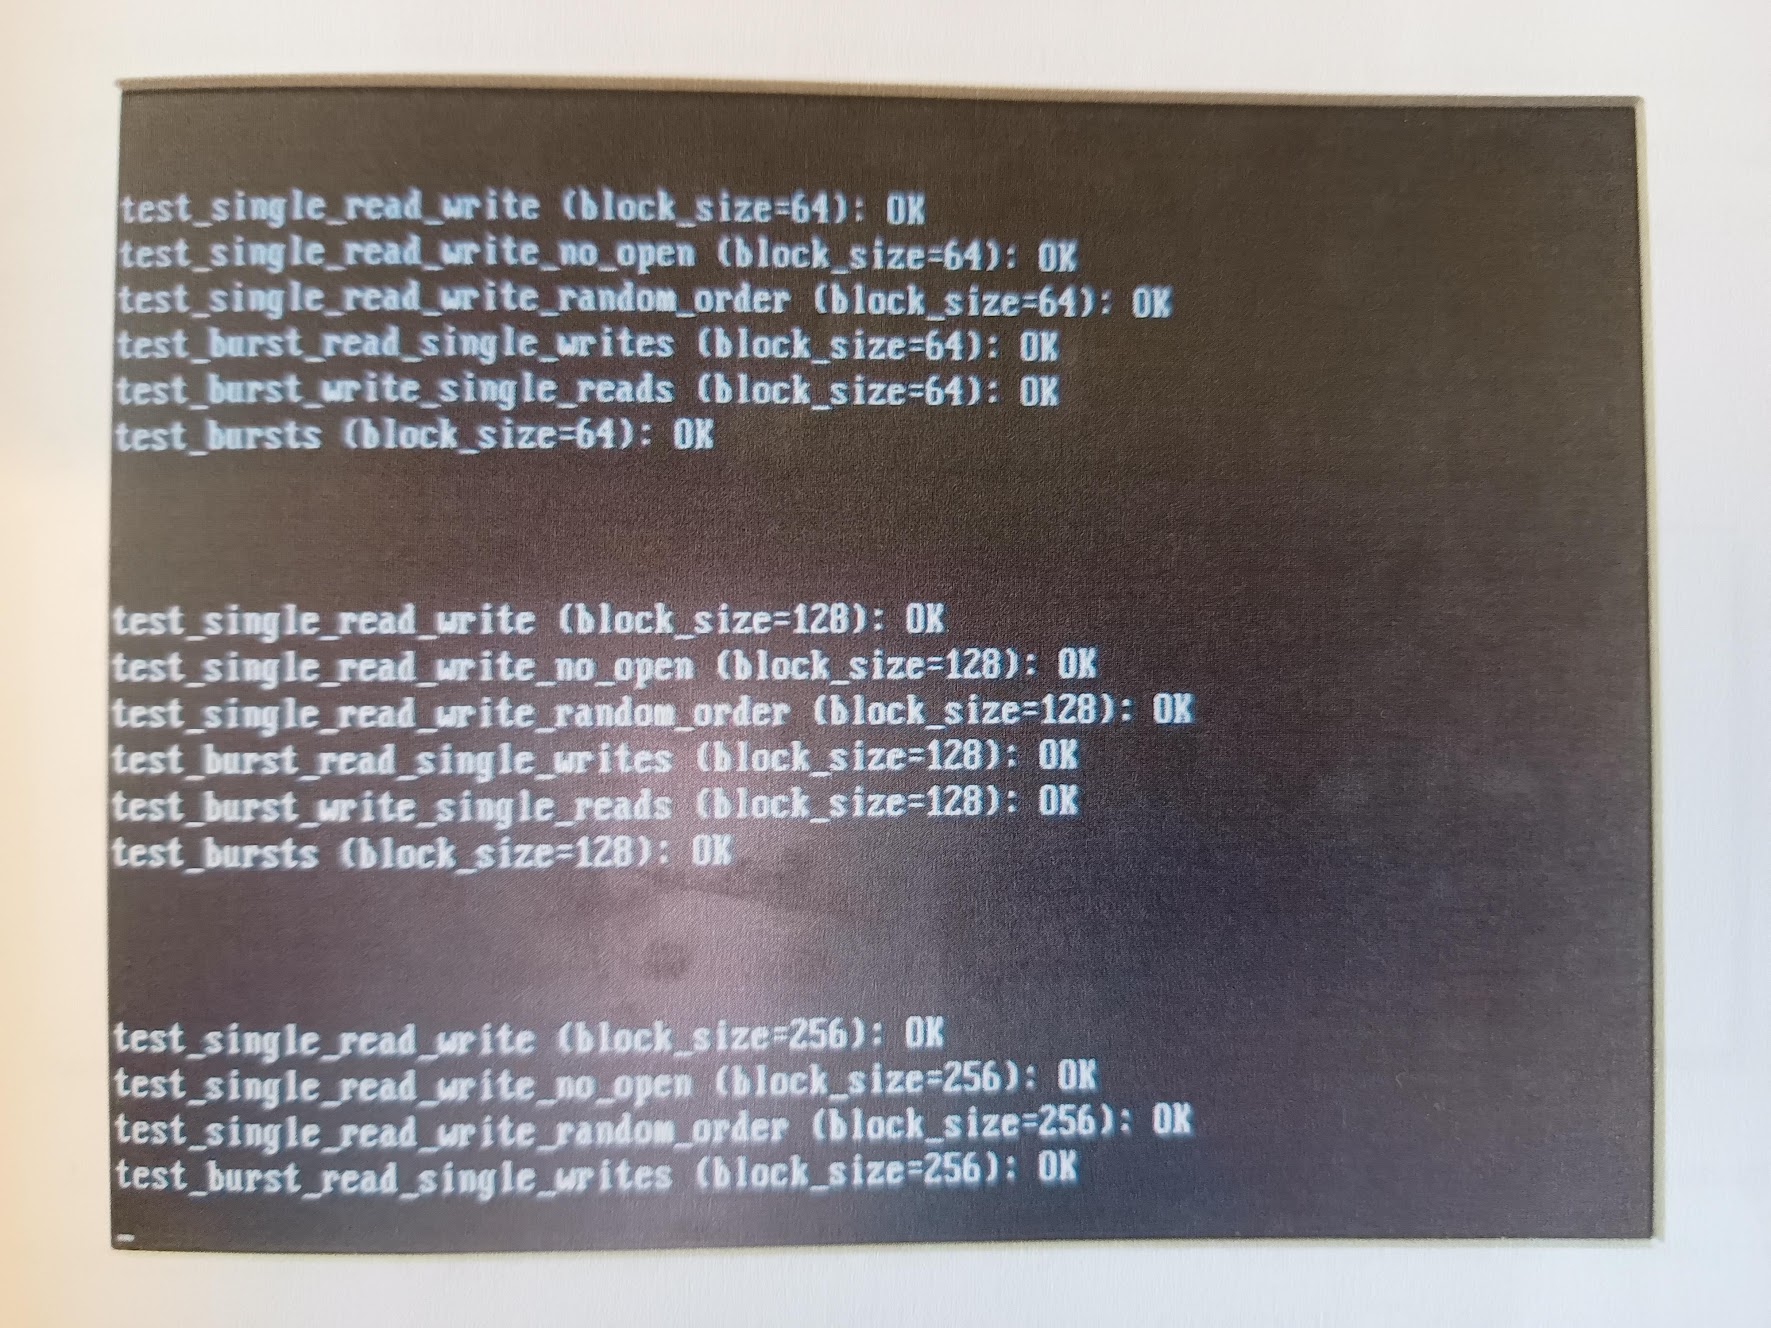 test_single_read_write (block_size=64): OK
test_single_read_write_no_open (block_size=64): OK
test_single_read_write_random_order (block_size=64): OK
test_burst_read_single_writes (block_size=64): OK
test_burst_write_single_reads (block_size=64): OK
test_bursts (block_size=64): OK
test_single_read_write (block_size=128): OK
test_single_read_write_no_open (block_size=128): OK
test_single_read_write_random_order (block_size=128): OK
test_burst_read_single_writes (block_size=128): OK
test_burst_write_single_reads (block_size=128): OK
test_bursts (block_size=128): OK
test_single_read_write (block_size=256): OK
test_single_read_write_no_open (block_size=256): OK
test_single_read_write_random_order (block_size=256): OK
test_burst_read_single_writes (block_size=256): OK